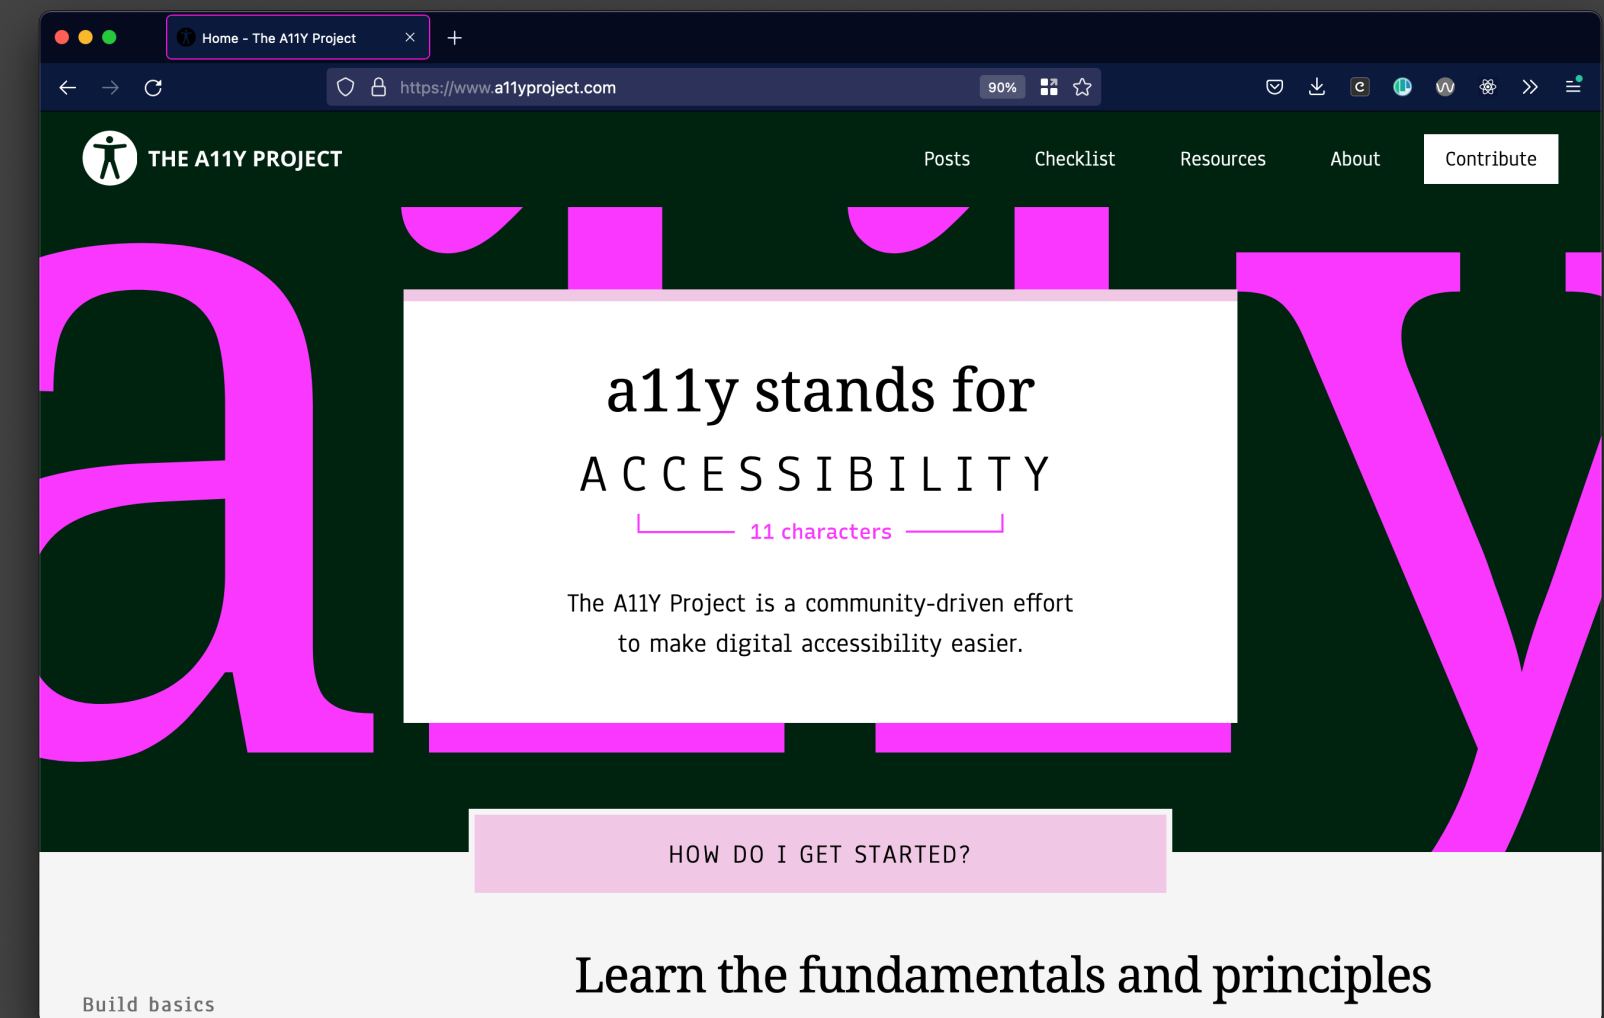 Home - The A11Y Project
https://www.a11yproject.com
90%
THE A11Y PROJECT
Posts
Checklist
Resources
About
Contribute
a11y
a11y stands for
ACCESSIBILITY
11 characters
The A11Y Project is a community-driven effort
to make digital accessibility easier.
HOW DO I GET STARTED?
Learn the fundamentals and principles
Build basics